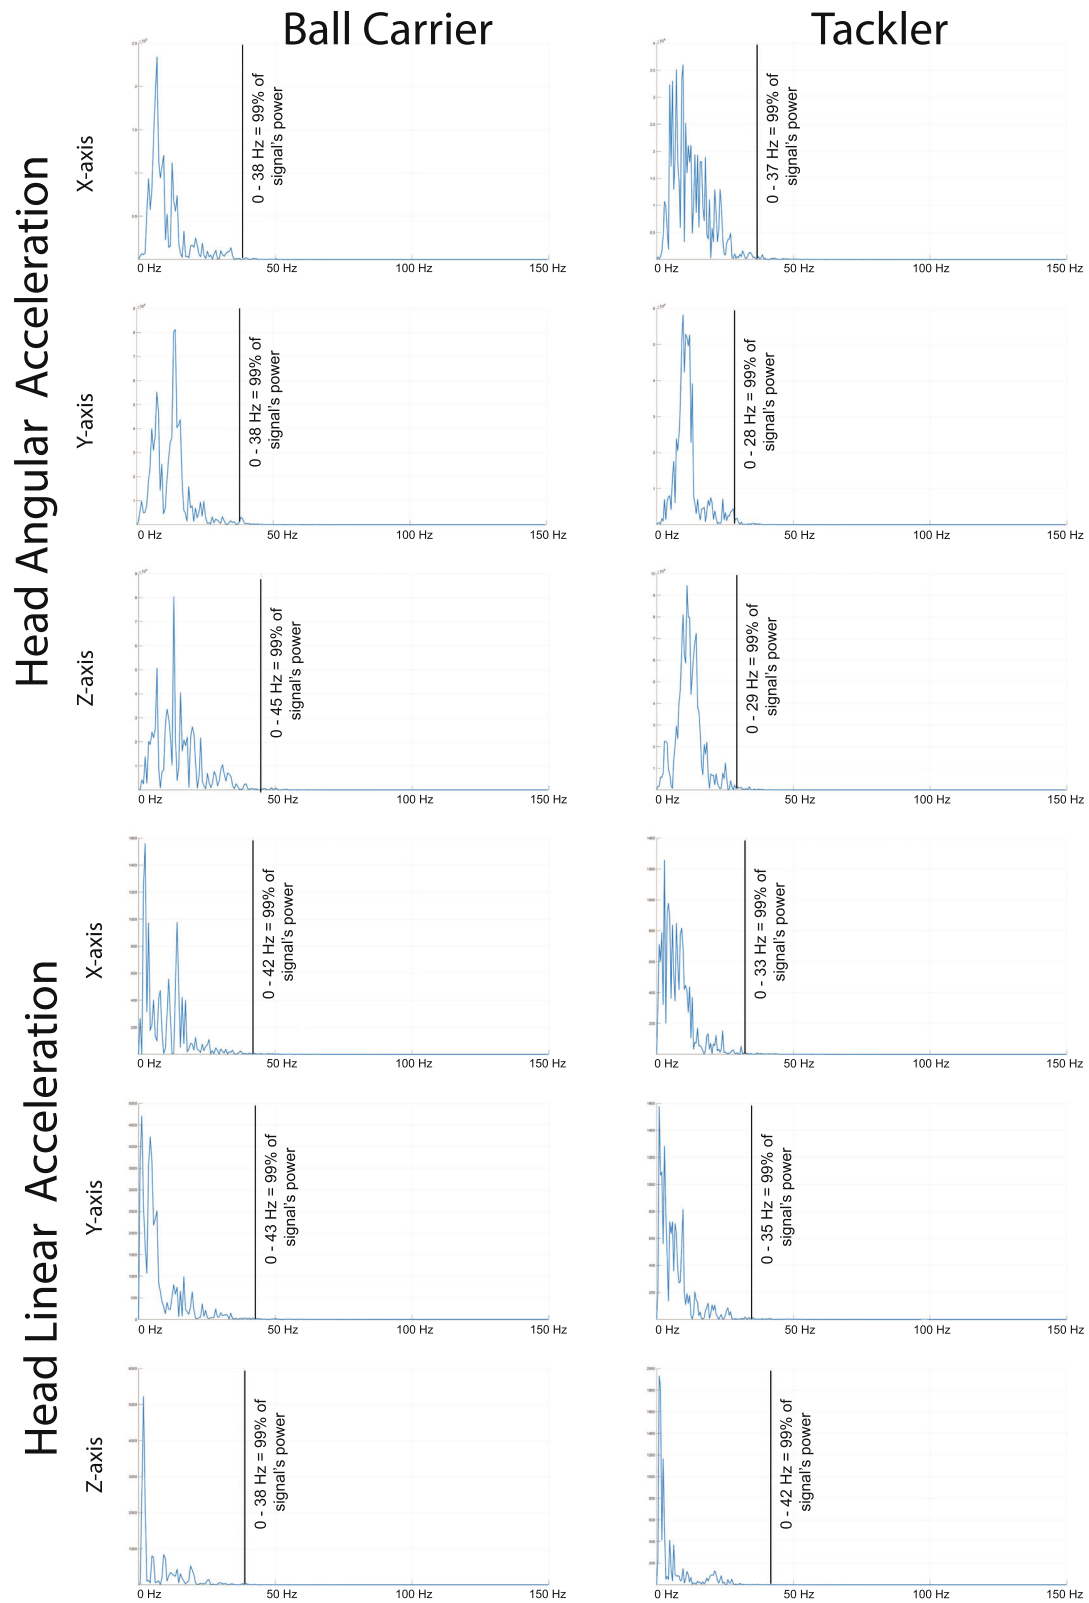 Ball Carrier
Tackler
Head Angular Acceleration
X-axis
0 - 38 Hz = 99% of
signal's power
0 Hz
50 Hz
100 Hz
150 Hz
0 - 37 Hz = 99% of
signal's power
0 Hz
50 Hz
100 Hz
150 Hz
Y-axis
0 - 38 Hz = 99% of
signal's power
0 Hz
50 Hz
100 Hz
150 Hz
0 - 28 Hz = 99% of
signal's power
0 Hz
50 Hz
100 Hz
150 Hz
Z-axis
0 - 45 Hz = 99% of
signal's power
0 Hz
50 Hz
100 Hz
150 Hz
0 - 29 Hz = 99% of
signal's power
0 Hz
50 Hz
100 Hz
150 Hz
Head Linear Acceleration
X-axis
0 - 42 Hz = 99% of
signal's power
0 Hz
50 Hz
100 Hz
150 Hz
0 - 33 Hz = 99% of
signal's power
0 Hz
50 Hz
100 Hz
150 Hz
Y-axis
0 - 43 Hz = 99% of
signal's power
0 Hz
50 Hz
100 Hz
150 Hz
0 - 35 Hz = 99% of
signal's power
0 Hz
50 Hz
100 Hz
150 Hz
Z-axis
0 - 38 Hz = 99% of
signal's power
0 Hz
50 Hz
100 Hz
150 Hz
0 - 42 Hz = 99% of
signal's power
0 Hz
50 Hz
100 Hz
150 Hz